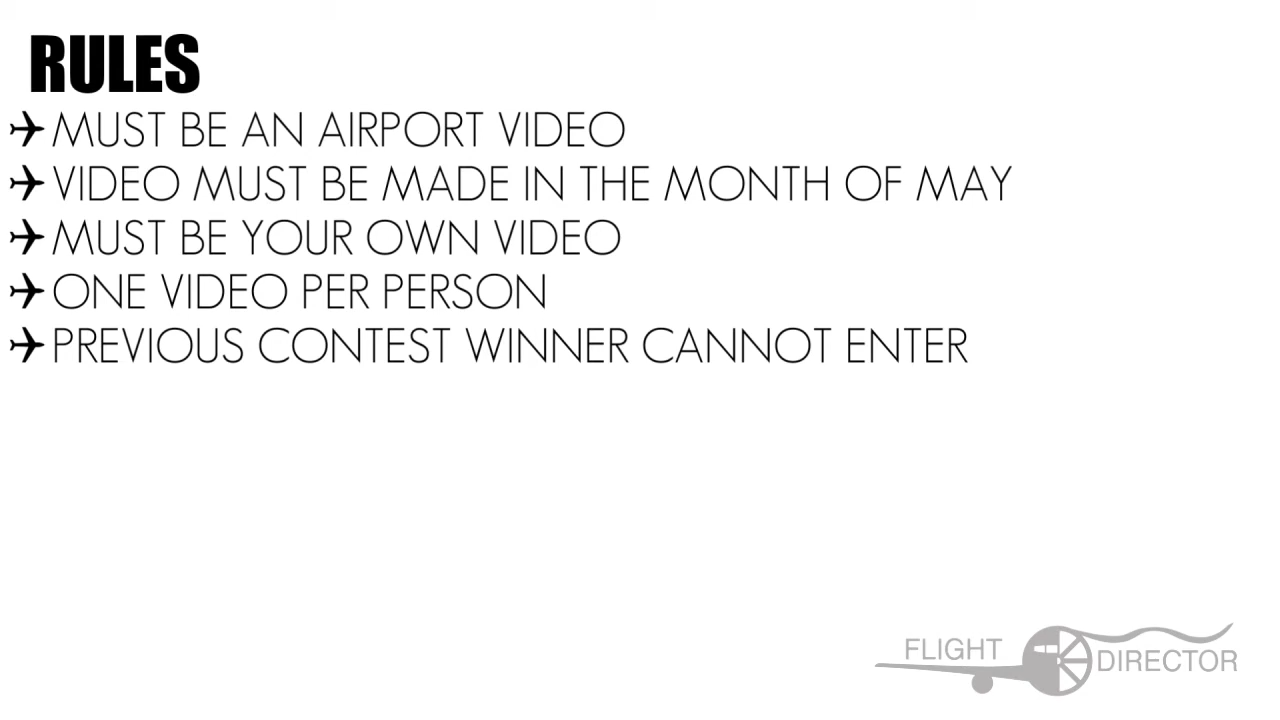 RULES
✈MUST BE AN AIRPORT VIDEO
✈VIDEO MUST BE MADE IN THE MONTH OF MAY
✈MUST BE YOUR OWN VIDEO
✈ONE VIDEO PER PERSON
✈PREVIOUS CONTEST WINNER CANNOT ENTER
FLIGHT
DIRECTOR